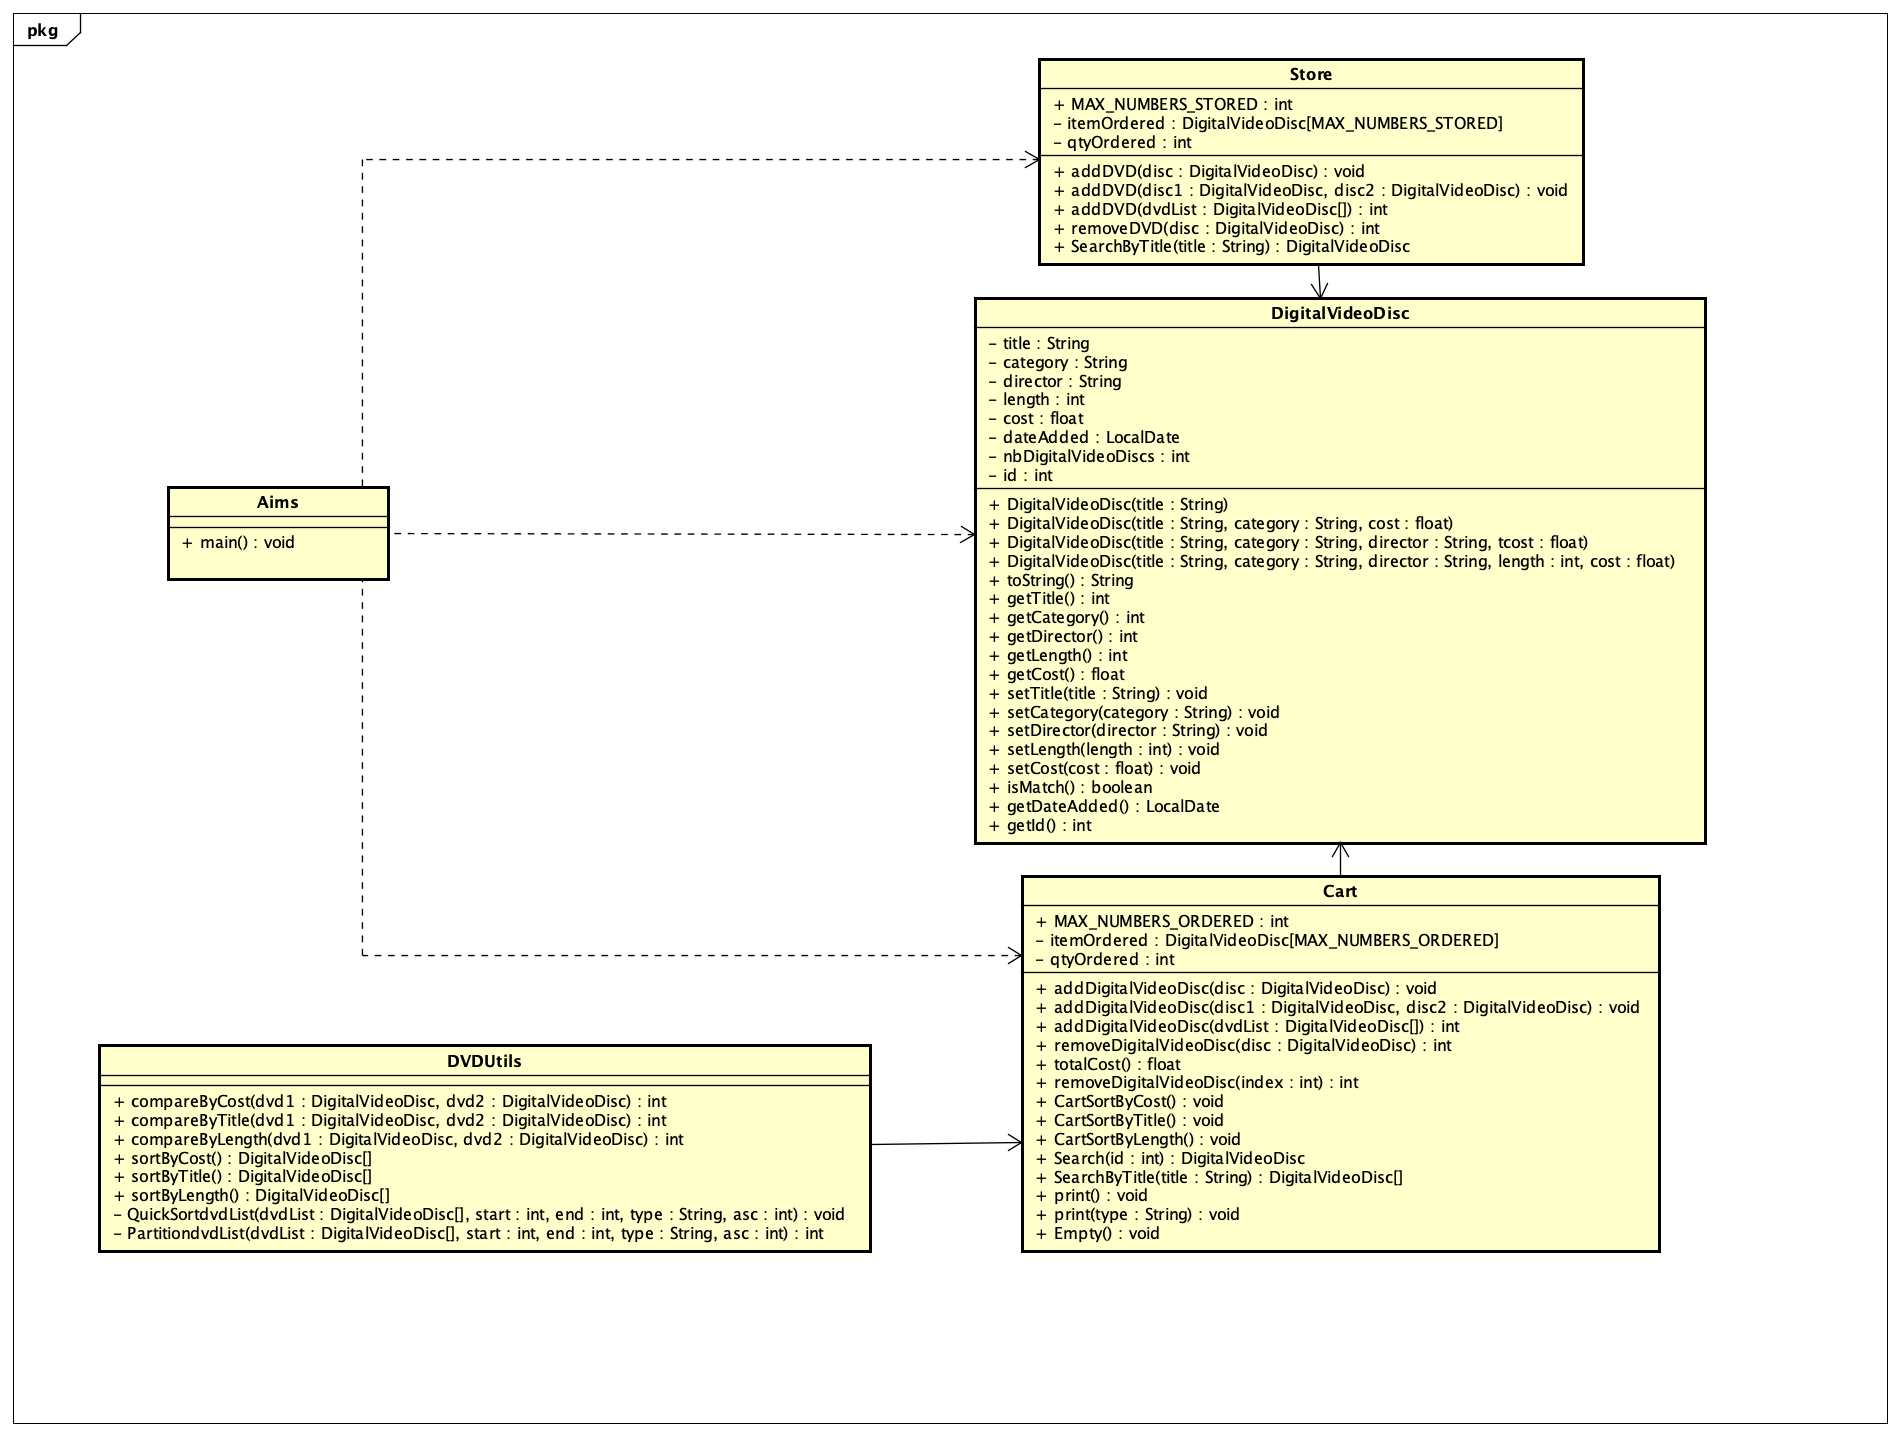 pkg
Store
+ MAX_NUMBERS_STORED : int
- itemOrdered : DigitalVideoDisc[MAX_NUMBERS_STORED]
- qtyOrdered : int
+ addDVD(disc : DigitalVideoDisc) : void
+ addDVD(disc1 : DigitalVideoDisc, disc2 : DigitalVideoDisc) : void
+ addDVD(dvdList : DigitalVideoDisc[]) : int
+ removeDVD(disc : DigitalVideoDisc) : int
+ SearchByTitle(title : String) : DigitalVideoDisc
DigitalVideoDisc
- title : String
- category : String
- director : String
- length : int
- cost : float
- dateAdded : LocalDate
- nbDigitalVideoDiscs : int
- id : int
+ DigitalVideoDisc(title : String)
+ DigitalVideoDisc(title : String, category : String, cost : float)
+ DigitalVideoDisc(title : String, category : String, director : String, tcost : float)
+ DigitalVideoDisc(title : String, category : String, director : String, length : int, cost : float)
+ toString() : String
+ getTitle() : int
+ getCategory() : int
+ getDirector() : int
+ getLength() : int
+ getCost() : float
+ setTitle(title : String) : void
+ setCategory(category : String) : void
+ setDirector(director : String) : void
+ setLength(length : int) : void
+ setCost(cost : float) : void
+ isMatch() : boolean
+ getDateAdded() : LocalDate
+ getId() : int
Aims
+ main() : void
Cart
+ MAX_NUMBERS_ORDERED : int
- itemOrdered : DigitalVideoDisc[MAX_NUMBERS_ORDERED]
- qtyOrdered : int
+ addDigitalVideoDisc(disc : DigitalVideoDisc) : void
+ addDigitalVideoDisc(disc1 : DigitalVideoDisc, disc2 : DigitalVideoDisc) : void
+ addDigitalVideoDisc(dvdList : DigitalVideoDisc[]) : int
+ removeDigitalVideoDisc(disc : DigitalVideoDisc) : int
+ totalCost() : float
+ removeDigitalVideoDisc(index : int) : int
+ CartSortByCost() : void
+ CartSortByTitle() : void
+ CartSortByLength() : void
+ Search(id : int) : DigitalVideoDisc
+ SearchByTitle(title : String) : DigitalVideoDisc[]
+ print() : void
+ print(type : String) : void
+ Empty() : void
DVDUtils
+ compareByCost(dvd1 : DigitalVideoDisc, dvd2 : DigitalVideoDisc) : int
+ compareByTitle(dvd1 : DigitalVideoDisc, dvd2 : DigitalVideoDisc) : int
+ compareByLength(dvd1 : DigitalVideoDisc, dvd2 : DigitalVideoDisc) : int
+ sortByCost() : DigitalVideoDisc[]
+ sortByTitle() : DigitalVideoDisc[]
+ sortByLength() : DigitalVideoDisc[]
- QuickSortdvdList(dvdList : DigitalVideoDisc[], start : int, end : int, type : String, asc : int) : void
- PartitiondvdList(dvdList : DigitalVideoDisc[], start : int, end : int, type : String, asc : int) : int